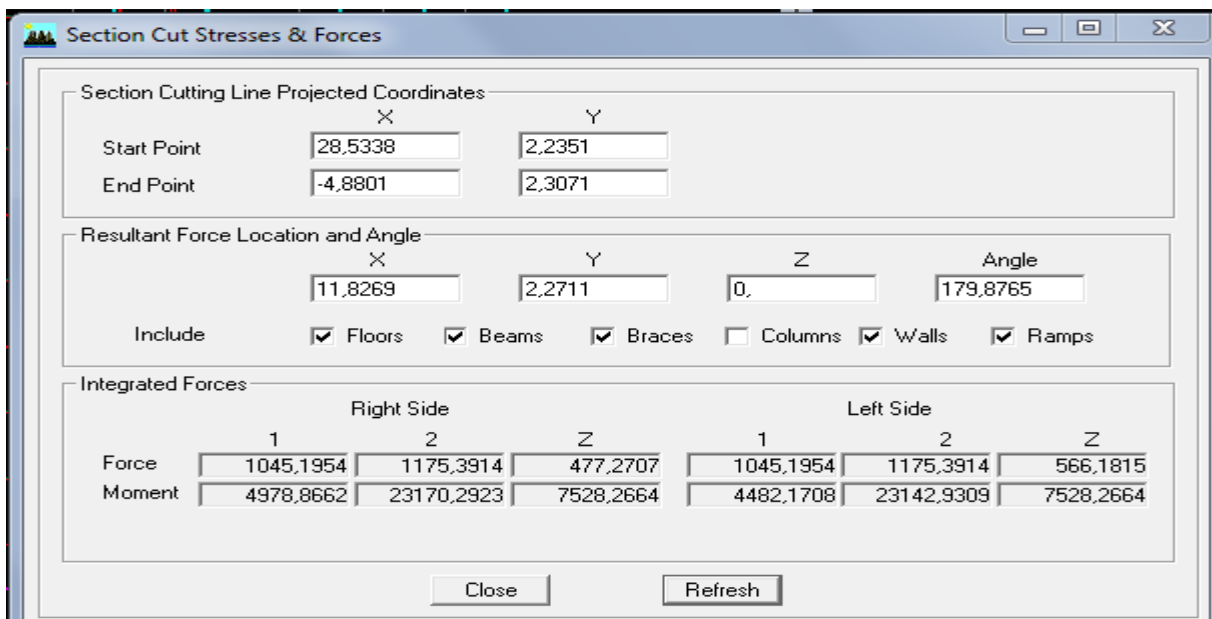 Section Cut Stresses & Forces
Section Cutting Line Projected Coordinates
X Y
Start Point 28,5338 2,2351
End Point -4,8801 2,3071
Resultant Force Location and Angle
X Y Z Angle
11,8269 2,2711 0, 179,8765
Include Floors Beams Braces Columns Walls Ramps
Integrated Forces
Right Side Left Side
1 2 Z 1 2 Z
Force 1045,1954 1175,3914 477,2707 1045,1954 1175,3914 566,1815
Moment 4978,8662 23170,2923 7528,2664 4482,1708 23142,9309 7528,2664
Close Refresh